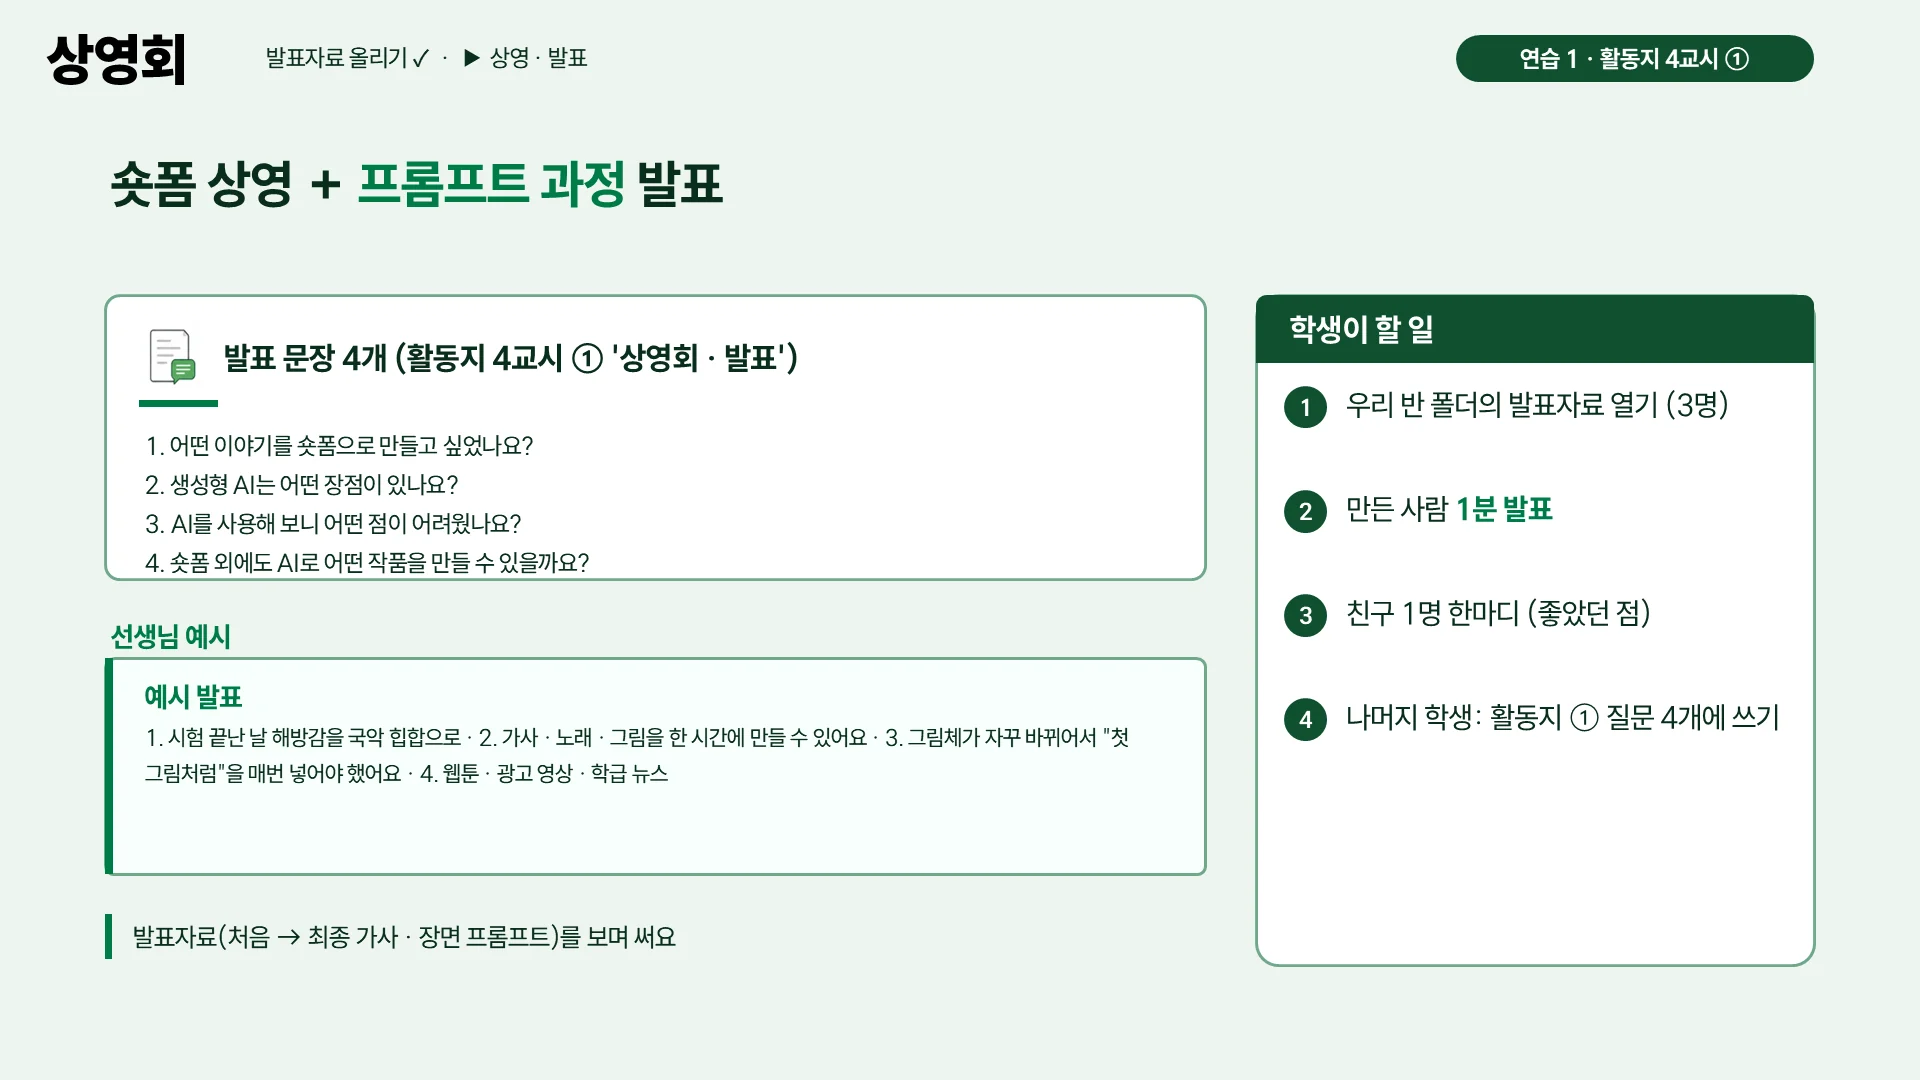 상영회
발표자료 올리기 ✓ · ▶ 상영 · 발표
연습 1 · 활동지 4교시 ①
숏폼 상영 + 프롬프트 과정 발표
발표 문장 4개 (활동지 4교시 ① '상영회 · 발표')
1. 어떤 이야기를 숏폼으로 만들고 싶었나요?
2. 생성형 AI는 어떤 장점이 있나요?
3. AI를 사용해 보니 어떤 점이 어려웠나요?
4. 숏폼 외에도 AI로 어떤 작품을 만들 수 있을까요?
선생님 예시
예시 발표
1. 시험 끝난 날 해방감을 국악 힙합으로 · 2. 가사 · 노래 · 그림을 한 시간에 만들 수 있어요 · 3. 그림체가 자꾸 바뀌어서 "첫
그림처럼"을 매번 넣어야 했어요 · 4. 웹툰 · 광고 영상 · 학급 뉴스
발표자료(처음 → 최종 가사 · 장면 프롬프트)를 보며 써요
학생이 할 일
1 우리 반 폴더의 발표자료 열기 (3명)
2 만든 사람 1분 발표
3 친구 1명 한마디 (좋았던 점)
4 나머지 학생: 활동지 ① 질문 4개에 쓰기